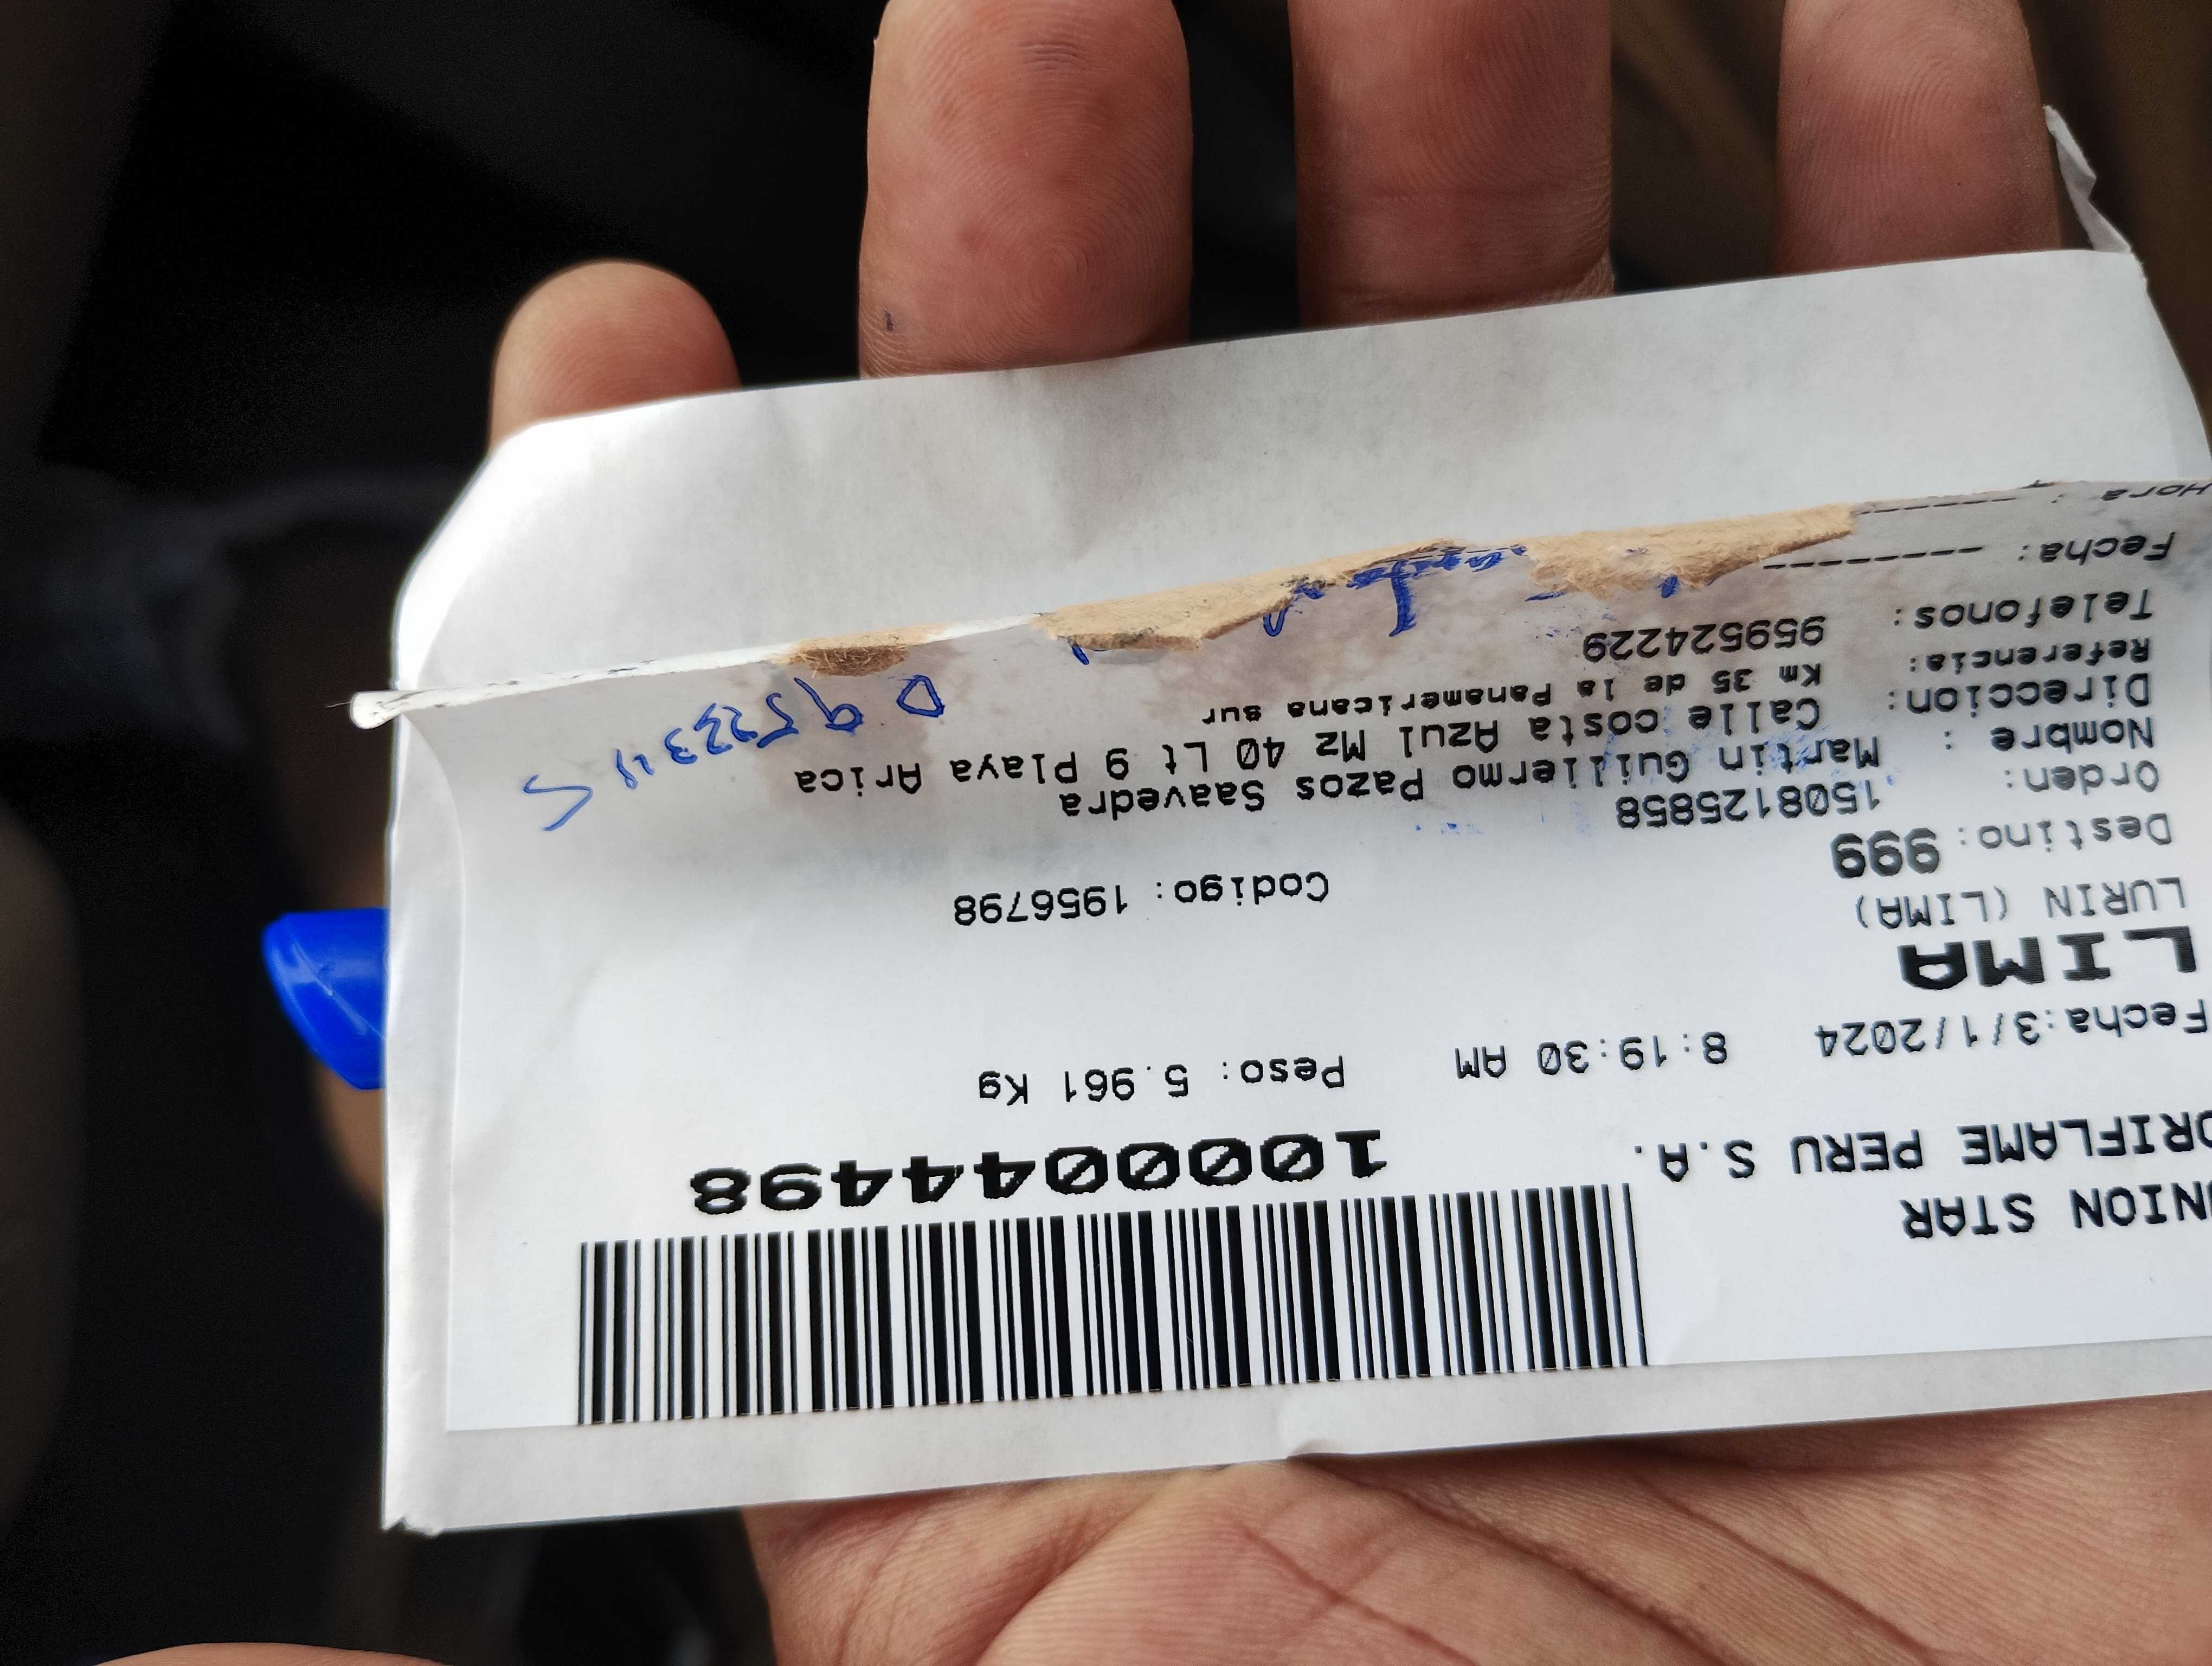 NION STAR
ORIFLAME PERU S.A.
1000044498
Fecha:3/1/2024 8:19:30 AM Peso: 5.961 Kg
LIMA
LURIN (LIMA)
Destino: 999 Codigo: 1956798
Orden: 1508125858
Nombre : Martin Guillermo Pazos Saavedra
Direccion: Calle costa Azul Mz 40 Lt 9 Playa Arica
Referencia: Km 35 de la Panamericana sur
Telefonos: 959524229
Fecha:
Hora :